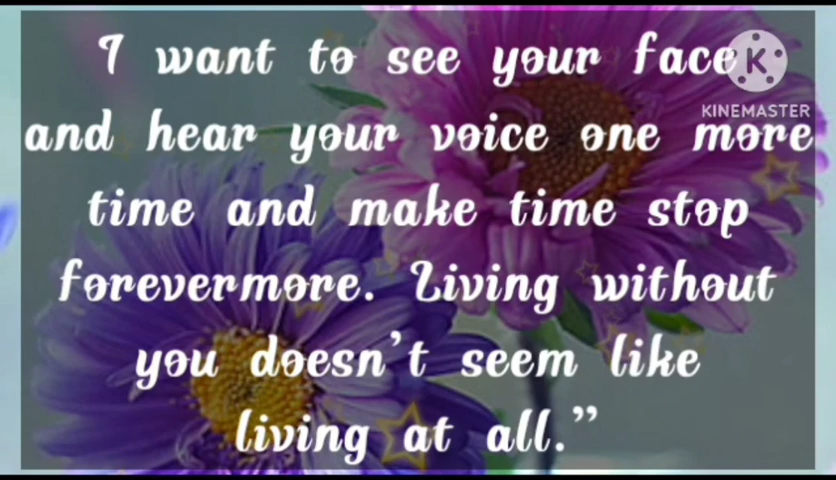 I want to see your face
KINEMASTER
and hear your voice one more
time and make time stop
forevermore. Living without
you doesn't seem like
living at all.”